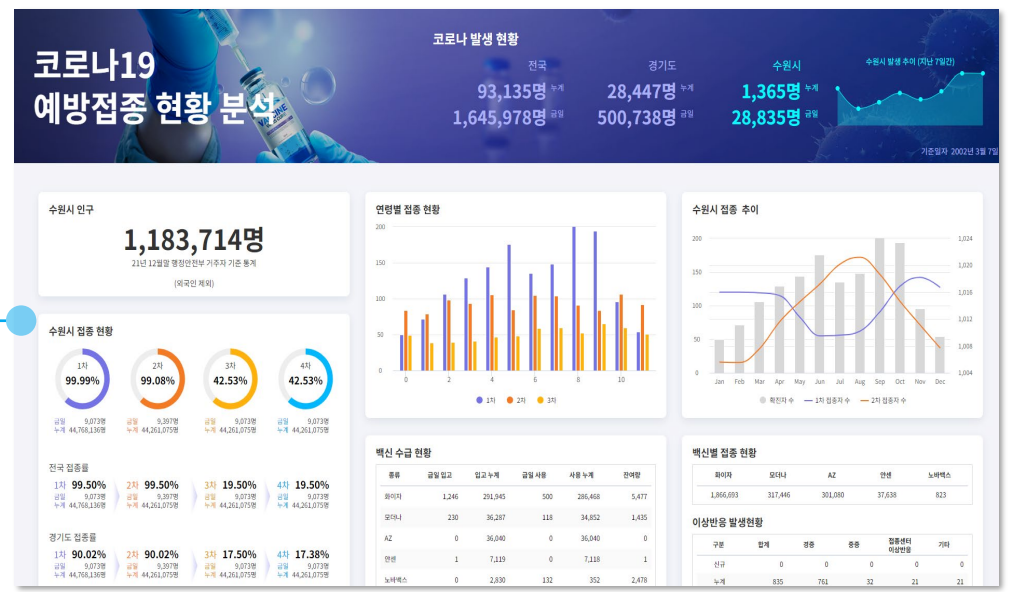 코로나19
예방접종 현황 분석
코로나 발생 현황
전국 경기도 수원시
93,135명 누계 28,447명 누계 1,365명 누계
1,645,978명 금일 500,738명 금일 28,835명 금일
수원시 발생 추이 (지난 7일간)
기준일자 2002년 3월 7일
수원시 인구
1,183,714명
21년 12월말 행정안전부 거주자 기준 통계
(외국인 제외)
수원시 접종 현황
1차 2차 3차 4차
99.99% 99.08% 42.53% 42.53%
금일 9,073명 금일 9,397명 금일 9,073명 금일 9,073명
누계 44,768,136명 누계 44,261,075명 누계 44,261,075명 누계 44,261,075명
전국 접종률
1차 99.50% 2차 99.50% 3차 19.50% 4차 19.50%
금일 9,073명 금일 9,397명 금일 9,073명 금일 9,073명
누계 44,768,136명 누계 44,261,075명 누계 44,261,075명 누계 44,261,075명
경기도 접종률
1차 90.02% 2차 90.02% 3차 17.50% 4차 17.38%
금일 9,073명 금일 9,397명 금일 9,073명 금일 9,073명
누계 44,768,136명 누계 44,261,075명 누계 44,261,075명 누계 44,261,075명
연령별 접종 현황
200
150
100
50
0
0 2 4 6 8 10
1차 2차 3차
수원시 접종 추이
200 1,024
1,020
150 1,016
100 1,012
50 1,008
0 1,004
Jan Feb Mar Apr May Jun Jul Aug Sep Oct Nov Dec
확진자 수 1차 접종자 수 2차 접종자 수
백신 수급 현황
종류 금일 입고 입고 누계 금일 사용 사용 누계 잔여량
화이자 1,246 291,945 500 286,468 5,477
모더나 230 36,287 118 34,852 1,435
AZ 0 36,040 0 36,040 0
얀센 1 7,119 0 7,118 1
노바백스 0 2,830 132 352 2,478
백신별 접종 현황
화이자 모더나 AZ 얀센 노바백스
1,866,693 317,446 301,080 37,638 823
이상반응 발생현황
구분 합계 경증 중증 접종센터 이상반응 기타
신규 0 0 0 0 0
누계 835 761 32 21 21